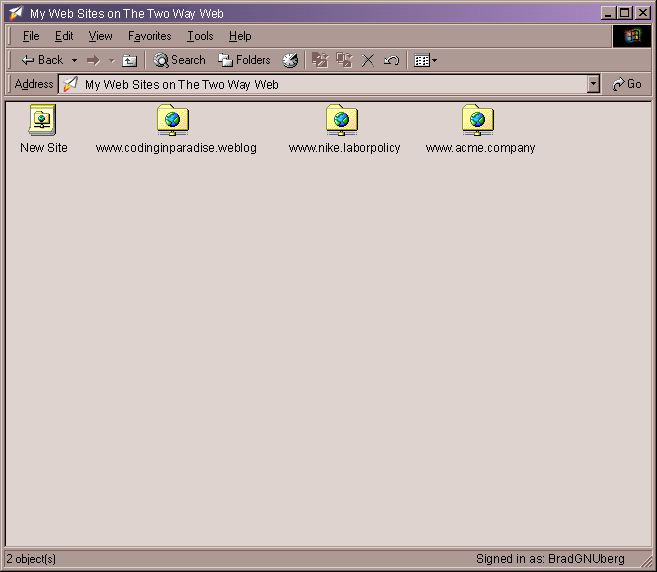 My Web Sites on The Two Way Web
File Edit View Favorites Tools Help
Back Search Folders
Address My Web Sites on The Two Way Web Go
New Site www.codinginparadise.weblog www.nike.laborpolicy www.acme.company
2 object(s) Signed in as: BradGNUberg